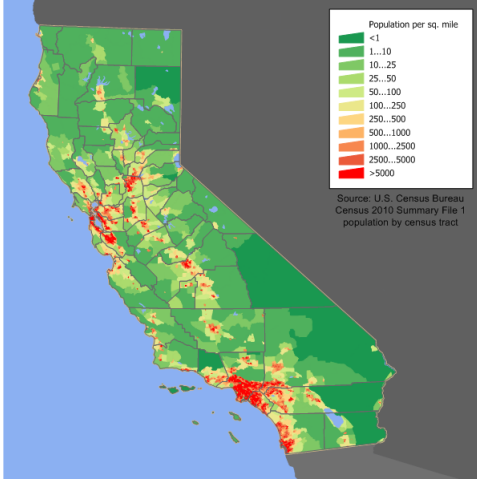 Population per sq. mile
<1
1...10
10...25
25...50
50...100
100...250
250...500
500...1000
1000...2500
2500...5000
>5000
Source: U.S. Census Bureau
Census 2010 Summary File 1
population by census tract